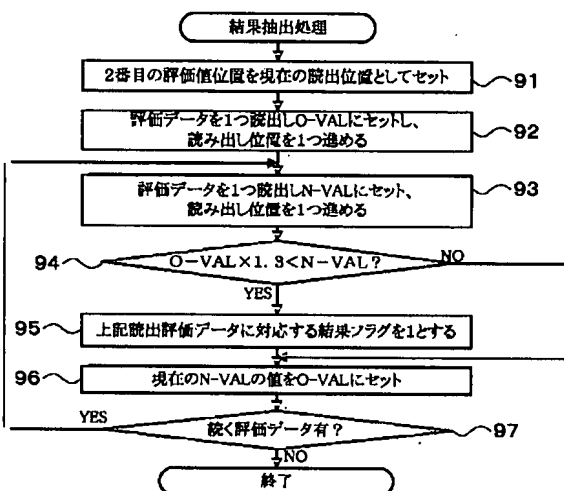 結果抽出処理
2番目の評価値位置を現在の読出位置としてセット
91
評価データを1つ読出しO-VALにセットし、
読み出し位置を1つ進める
92
評価データを1つ読出しN-VALにセット、
読み出し位置を1つ進める
93
94
O-VAL×1.3<N-VAL?
NO
YES
95
上記読出評価データに対応する結果フラグを1とする
96
現在のN-VALの値をO-VALにセット
YES
続く評価データ有?
97
NO
終了